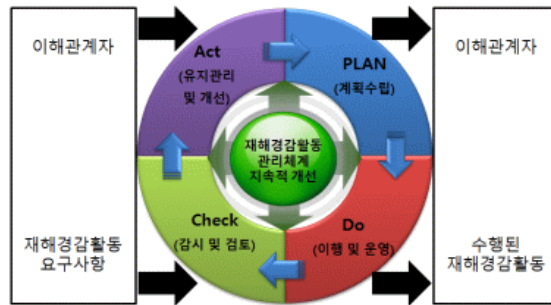 이해관계자
재해경감활동
요구사항
Act
(유지관리
및 개선)
PLAN
(계획수립)
재해경감활동
관리체계
지속적 개선
Check
(감시 및 검토)
Do
(이행 및 운영)
이해관계자
수행된
재해경감활동